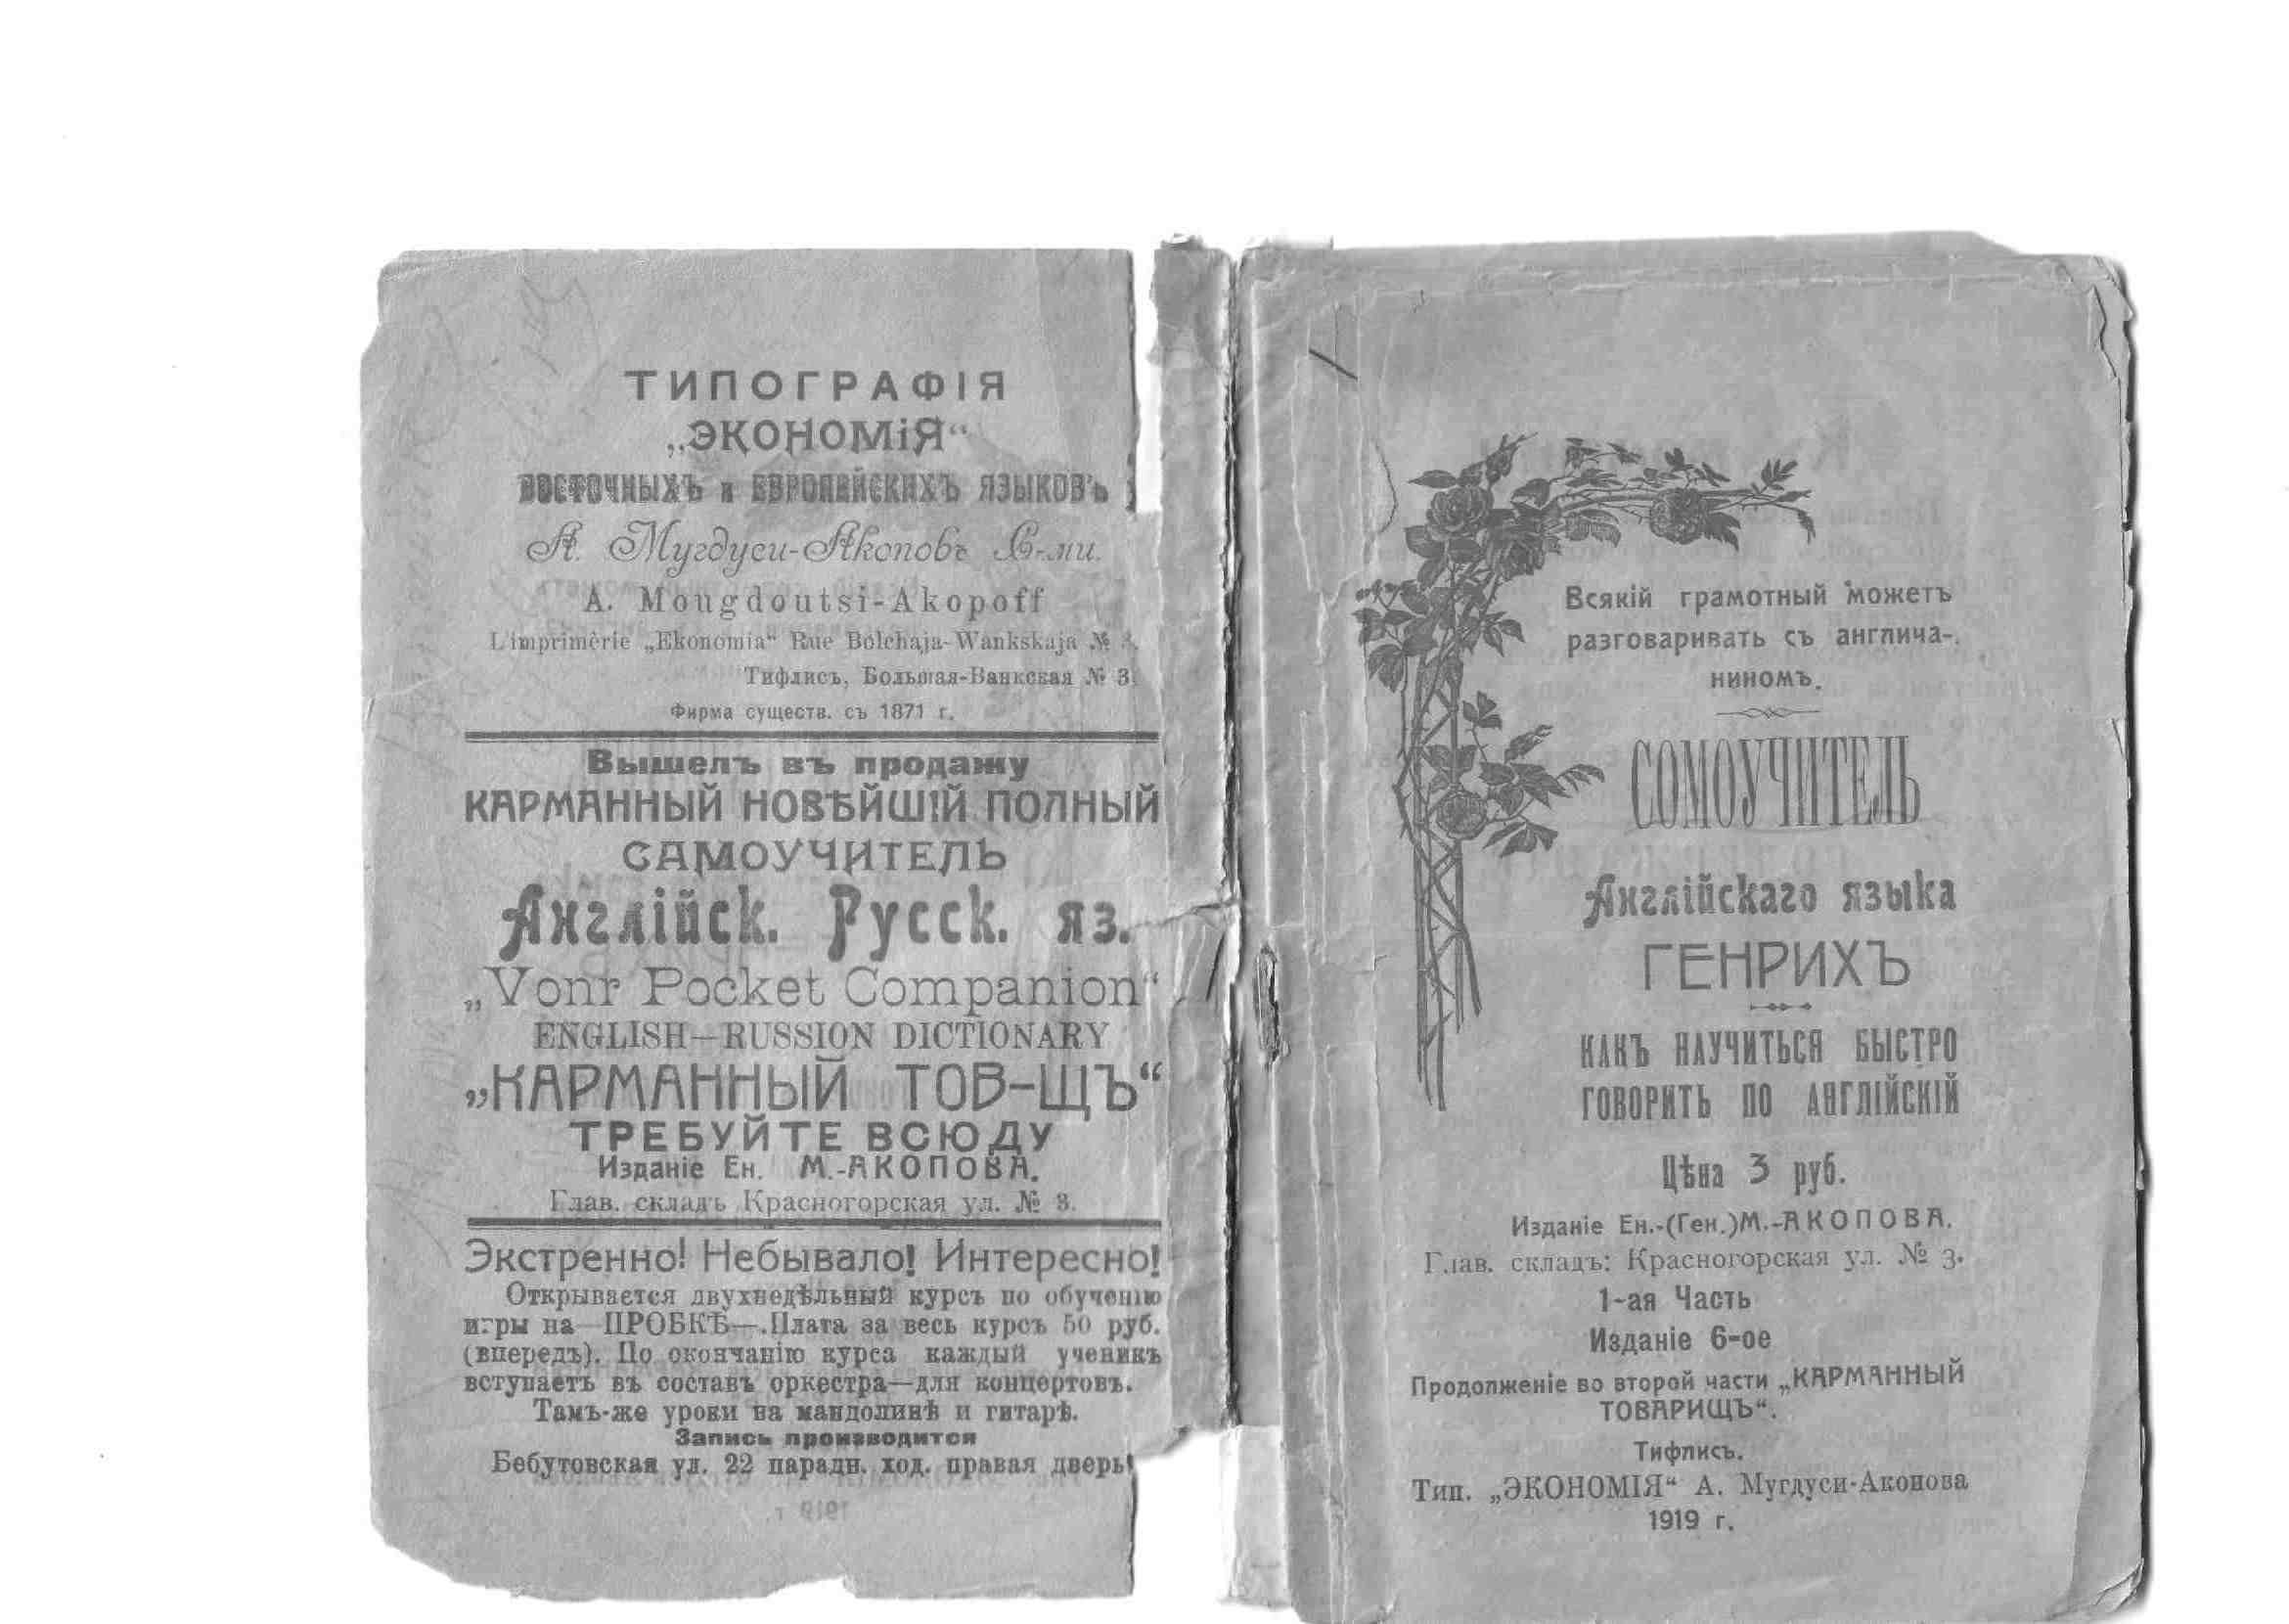 ТИПОГРАФІЯ
„ЭКОНОМіЯ“
ВОСТОЧНЫХЪ и ЕВРОПЕЙСКИХЪ ЯЗЫКОВЪ
А. Мугдуси-Акоповъ С-ми.
A. Mougdoutsi-Akopoff
L'imprimèrie „Ekonomia“ Rue Bolchaja-Wankskaja №
Тифлисъ, Большая-Ванкская № 3.
Фирма существ. съ 1871 г.
Вышелъ въ продажу
КАРМАННЫЙ НОВѢЙШІЙ ПОЛНЫЙ
САМОУЧИТЕЛЬ
Англійск. Русск. яз.
„Vonr Pocket Companion“
ENGLISH—RUSSION DICTIONARY
„КАРМАННЫЙ ТОВ-ЩЪ“
ТРЕБУЙТЕ ВСЮДУ
Изданіе Ен. М.-АКОПОВА.
Глав. складъ Красногорская ул. № 3.
Экстренно! Небывало! Интересно!
Открывается двухнедѣльный курсъ по обученію
игры на —ПРОБКѢ—.Плата за весь курсъ 50 руб.
(впередъ). По окончанію курса каждый ученикъ
вступаетъ въ составъ оркестра—для концертовъ.
Тамъ-же уроки на мандолинѣ и гитарѣ.
Запись производится
Бебутовская ул. 22 парадн. ход. правая дверь
Всякій грамотный можетъ
разговаривать съ англича-
ниномъ.
СОМОУЧИТЕЛЬ
Англійскаго языка
ГЕНРИХЪ
КАКЪ НАУЧИТЬСЯ БЫСТРО
ГОВОРИТЬ ПО АНГЛІЙСКІЙ
Цѣна 3 руб.
Изданіе Ен.-(Ген.)М.-АКОПОВА.
Глав. складъ: Красногорская ул. № 3.
1-ая Часть
Изданіе 6-ое
Продолженіе во второй части „КАРМАННЫЙ
ТОВАРИЩЪ“.
Тифлисъ.
Тип. „ЭКОНОМІЯ“ А. Мугдуси-Акопова
1919 г.